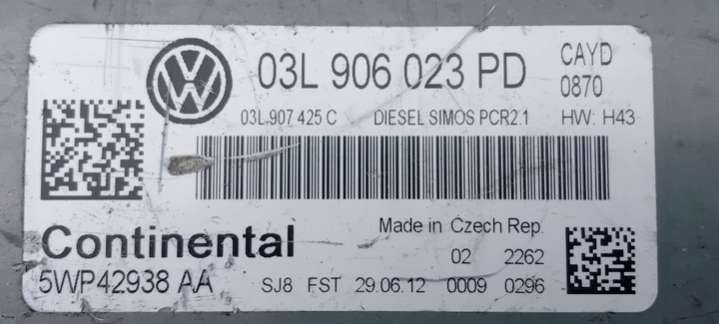 03L 906 023 PD CAYD
0870
03L 907 425 C DIESEL SIMOS PCR2.1 HW: H43
Made in Czech Rep.
Continental 02 2262
5WP42938 AA SJ8 FST 29.06.12 0009 0296